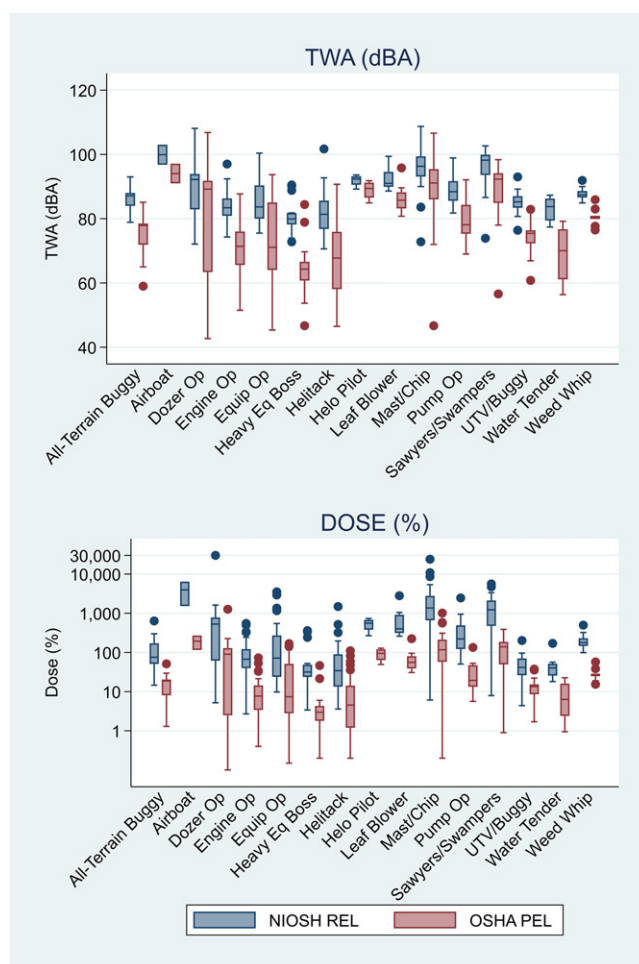 TWA (dBA)
TWA (dBA)
120
100
80
60
40
All-Terrain Buggy
Airboat
Dozer Op
Engine Op
Equip Op
Heavy Eq Boss
Helitack
Helo Pilot
Leaf Blower
Mast/Chip
Pump Op
Sawyers/Swampers
UTV/Buggy
Water Tender
Weed Whip
DOSE (%)
Dose (%)
30,000
10,000
1,000
100
10
1
All-Terrain Buggy
Airboat
Dozer Op
Engine Op
Equip Op
Heavy Eq Boss
Helitack
Helo Pilot
Leaf Blower
Mast/Chip
Pump Op
Sawyers/Swampers
UTV/Buggy
Water Tender
Weed Whip
NIOSH REL
OSHA PEL